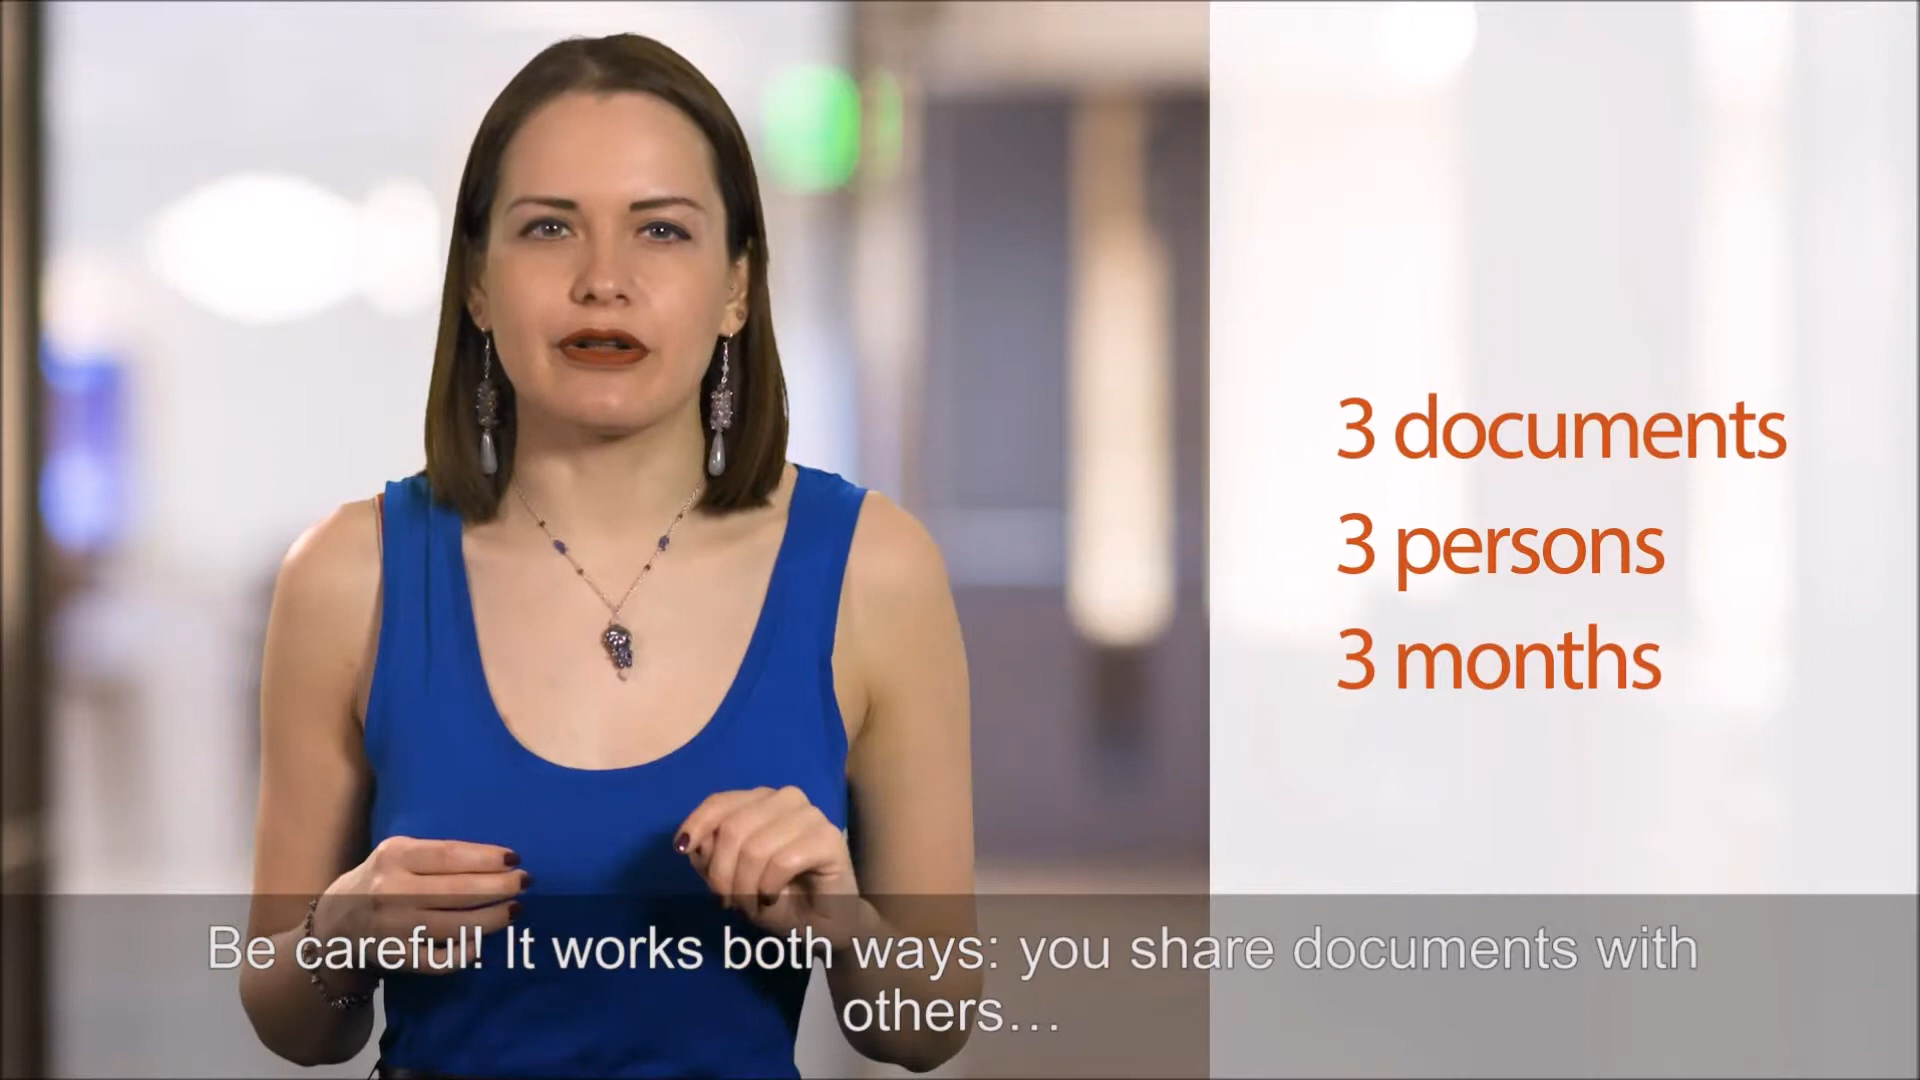 3 documents
3 persons
3 months
Be careful! It works both ways: you share documents with
others…